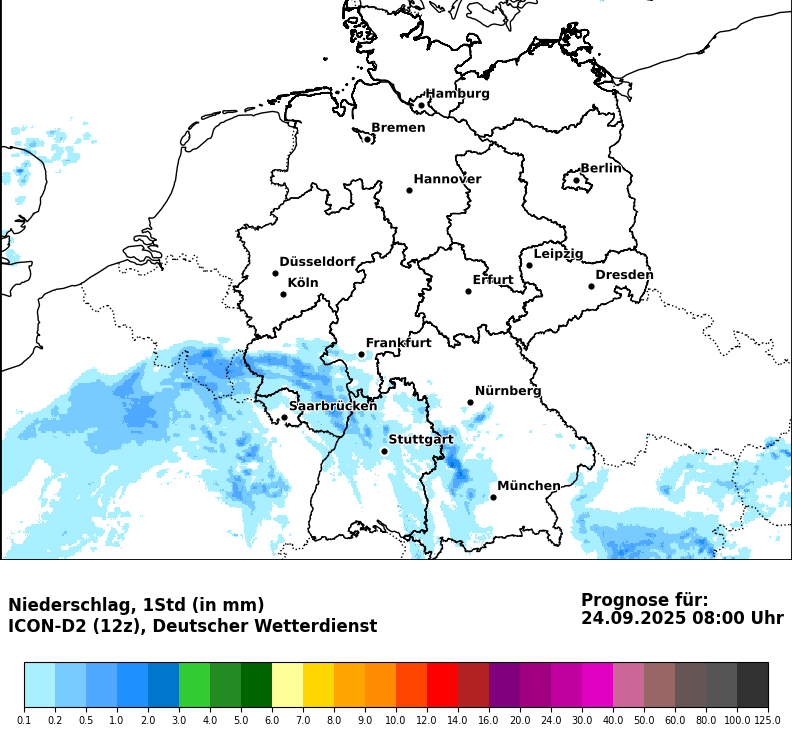 Hamburg
Bremen
Berlin
Hannover
Leipzig
Düsseldorf
Dresden
Köln
Erfurt
Frankfurt
Nürnberg
Saarbrücken
Stuttgart
München
Niederschlag, 1Std (in mm)
ICON-D2 (12z), Deutscher Wetterdienst
Prognose für:
24.09.2025 08:00 Uhr
0.1 0.2 0.5 1.0 2.0 3.0 4.0 5.0 6.0 7.0 8.0 9.0 10.0 12.0 14.0 16.0 20.0 24.0 30.0 40.0 50.0 60.0 80.0 100.0 125.0